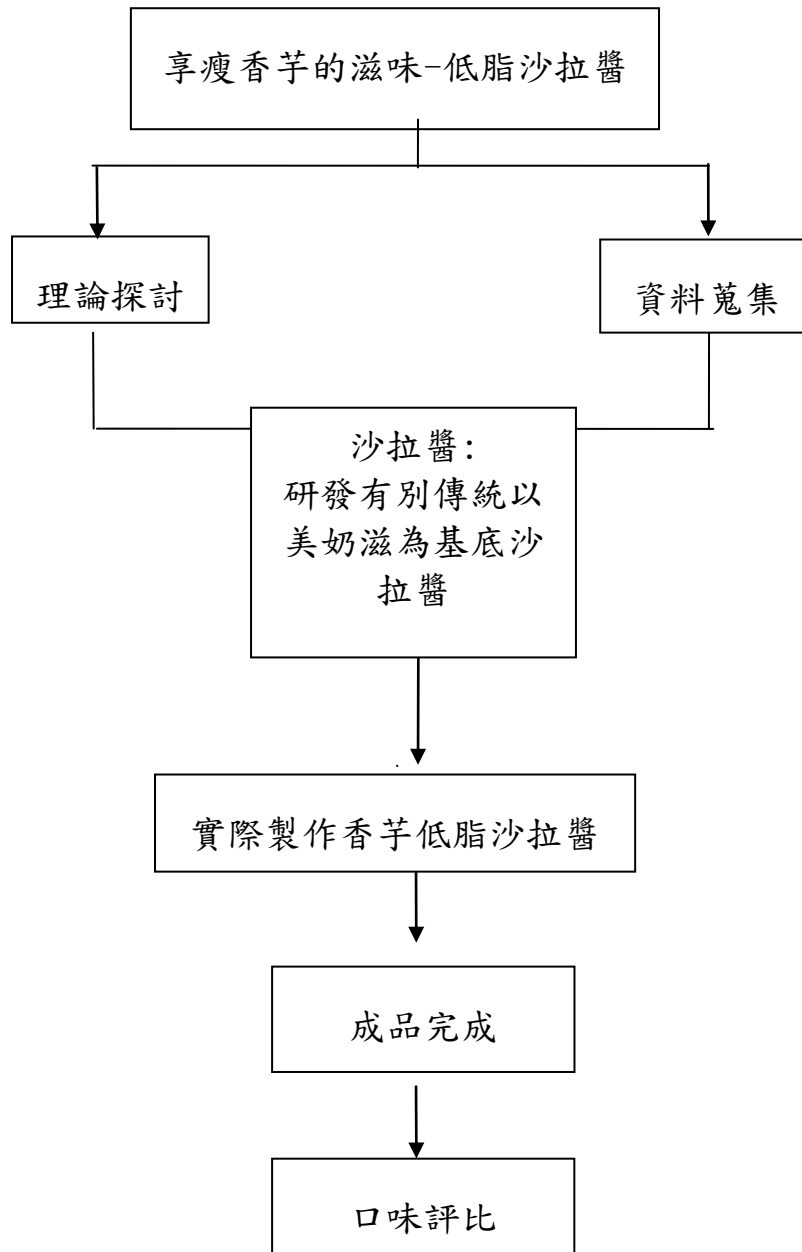 享瘦香芋的滋味-低脂沙拉醬
理論探討
資料蒐集
沙拉醬:
研發有別傳統以
美奶滋為基底沙
拉醬
實際製作香芋低脂沙拉醬
成品完成
口味評比